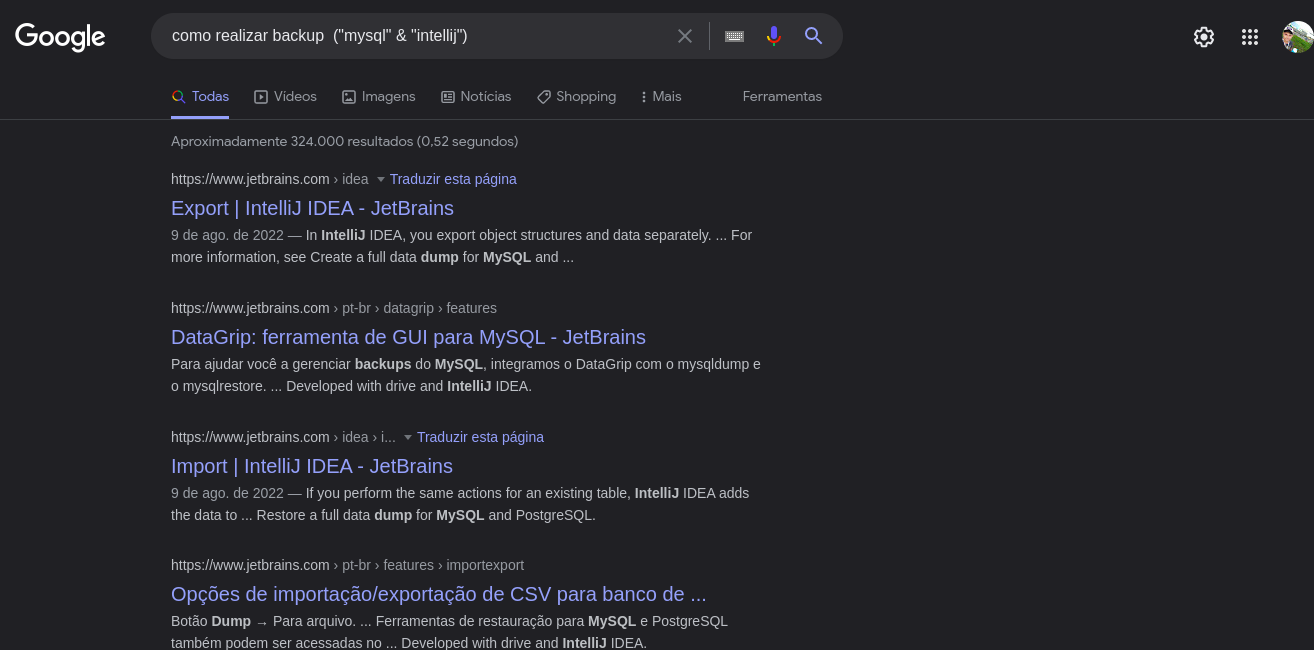 Google
como realizar backup  ("mysql" & "intellij")
Todas
Vídeos
Imagens
Notícias
Shopping
Mais
Ferramentas
Aproximadamente 324.000 resultados (0,52 segundos)
https://www.jetbrains.com › idea Traduzir esta página
Export | IntelliJ IDEA - JetBrains
9 de ago. de 2022 — In IntelliJ IDEA, you export object structures and data separately. ... For
more information, see Create a full data dump for MySQL and ...
https://www.jetbrains.com › pt-br › datagrip › features
DataGrip: ferramenta de GUI para MySQL - JetBrains
Para ajudar você a gerenciar backups do MySQL, integramos o DataGrip com o mysqldump e
o mysqlrestore. ... Developed with drive and IntelliJ IDEA.
https://www.jetbrains.com › idea › i... Traduzir esta página
Import | IntelliJ IDEA - JetBrains
9 de ago. de 2022 — If you perform the same actions for an existing table, IntelliJ IDEA adds
the data to ... Restore a full data dump for MySQL and PostgreSQL.
https://www.jetbrains.com › pt-br › features › importexport
Opções de importação/exportação de CSV para banco de ...
Botão Dump → Para arquivo. ... Ferramentas de restauração para MySQL e PostgreSQL
também podem ser acessadas no ... Developed with drive and IntelliJ IDEA.